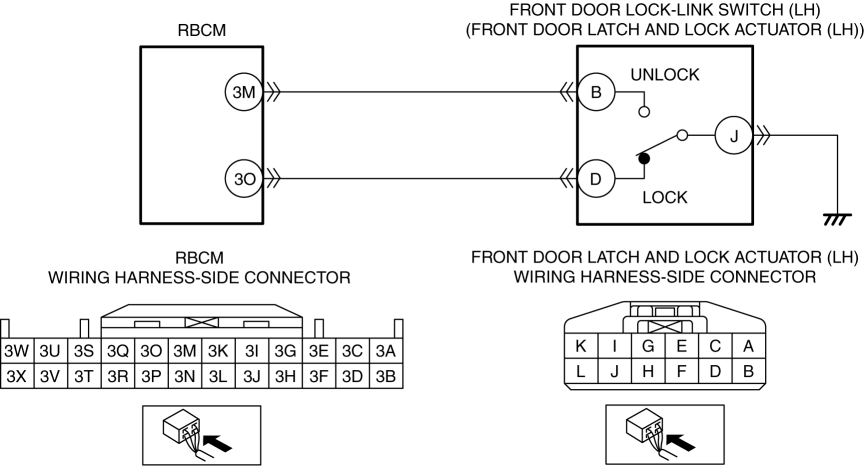 RBCM
FRONT DOOR LOCK-LINK SWITCH (LH)
(FRONT DOOR LATCH AND LOCK ACTUATOR (LH))
3M
B
UNLOCK
J
3O
D
LOCK
RBCM
WIRING HARNESS-SIDE CONNECTOR
3W 3U 3S 3Q 3O 3M 3K 3I 3G 3E 3C 3A
3X 3V 3T 3R 3P 3N 3L 3J 3H 3F 3D 3B
FRONT DOOR LATCH AND LOCK ACTUATOR (LH)
WIRING HARNESS-SIDE CONNECTOR
K I G E C A
L J H F D B